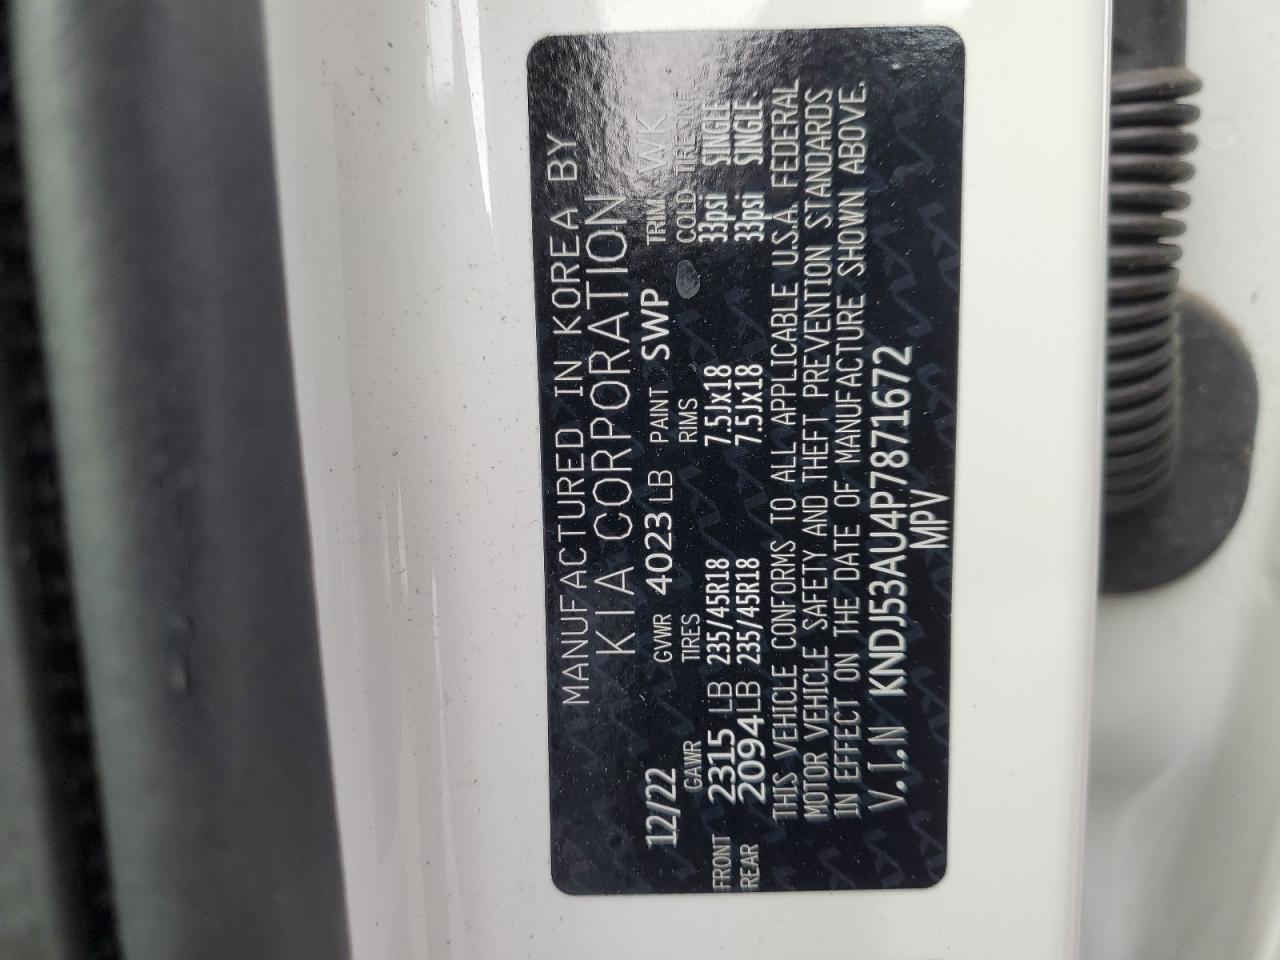 MANUFACTURED IN KOREA BY
KIA CORPORATION
12/22 GVWR 4023 LB PAINT SWP TRIM WK
GAWR TIRES RIMS COLD TIRE INF.
FRONT 2315 LB 235/45R18 7.5Jx18 33psi SINGLE
REAR 2094 LB 235/45R18 7.5Jx18 33psi SINGLE.
THIS VEHICLE CONFORMS TO ALL APPLICABLE U.S.A. FEDERAL
MOTOR VEHICLE SAFETY AND THEFT PREVENTION STANDARDS
IN EFFECT ON THE DATE OF MANUFACTURE SHOWN ABOVE.
V.I.N KNDJ53AU4P7871672
MPV